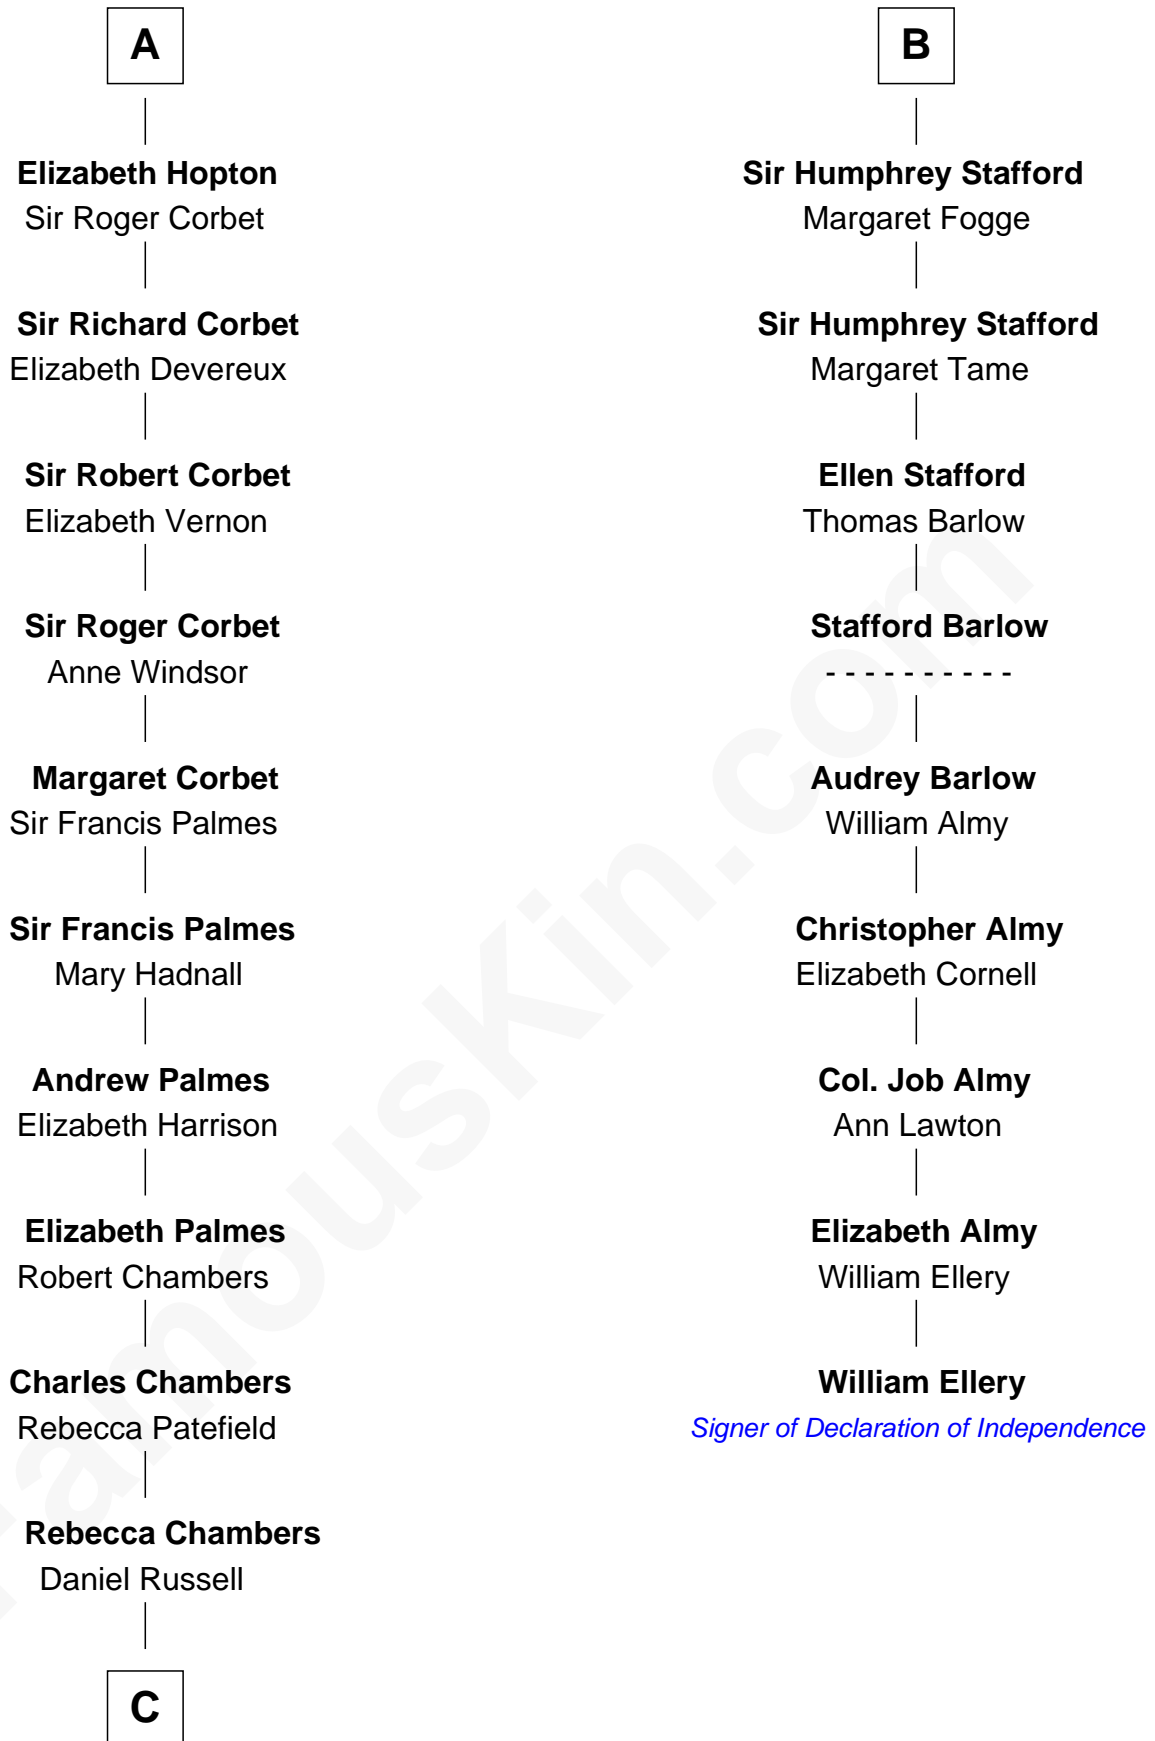 A
Elizabeth Hopton
Sir Roger Corbet
Sir Richard Corbet
Elizabeth Devereux
Sir Robert Corbet
Elizabeth Vernon
Sir Roger Corbet
Anne Windsor
Margaret Corbet
Sir Francis Palmes
Sir Francis Palmes
Mary Hadnall
Andrew Palmes
Elizabeth Harrison
Elizabeth Palmes
Robert Chambers
Charles Chambers
Rebecca Patefield
Rebecca Chambers
Daniel Russell
C
B
Sir Humphrey Stafford
Margaret Fogge
Sir Humphrey Stafford
Margaret Tame
Ellen Stafford
Thomas Barlow
Stafford Barlow
- - - - - - - - - -
Audrey Barlow
William Almy
Christopher Almy
Elizabeth Cornell
Col. Job Almy
Ann Lawton
Elizabeth Almy
William Ellery
William Ellery
Signer of Declaration of Independence
FamousKin.com